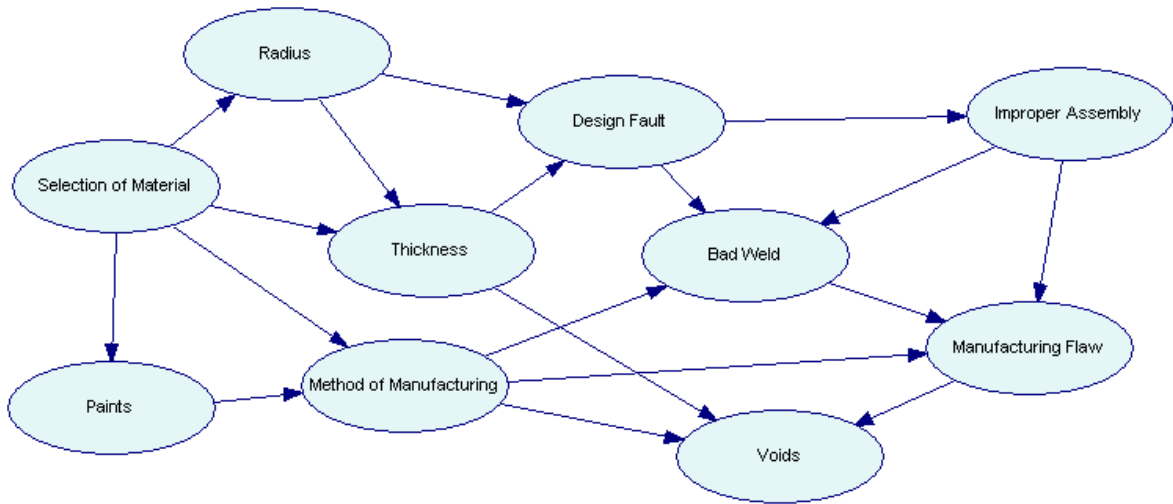 Radius
Improper Assembly
Design Fault
Selection of Material
Thickness
Bad Weld
Manufacturing Flaw
Method of Manufacturing
Paints
Voids